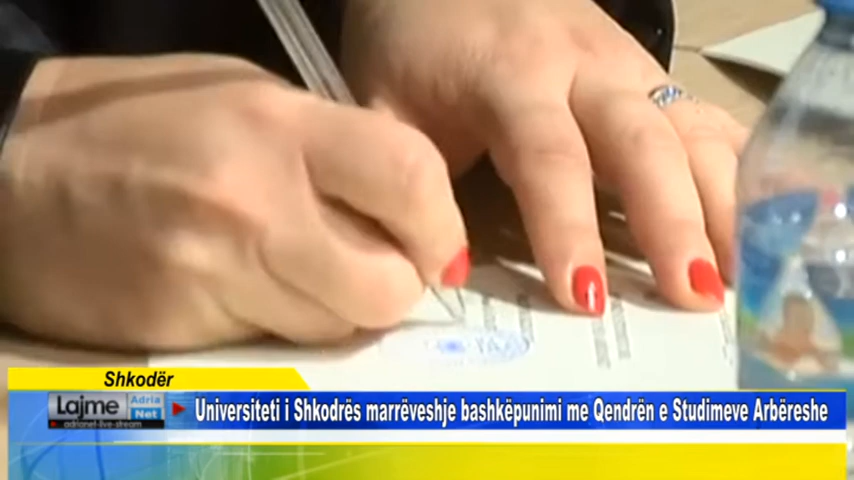 Shkodër
Lajme Adria Net
adrianet-live-stream
Universiteti i Shkodrës marrëveshje bashkëpunimi me Qendrën e Studimeve Arbëreshe